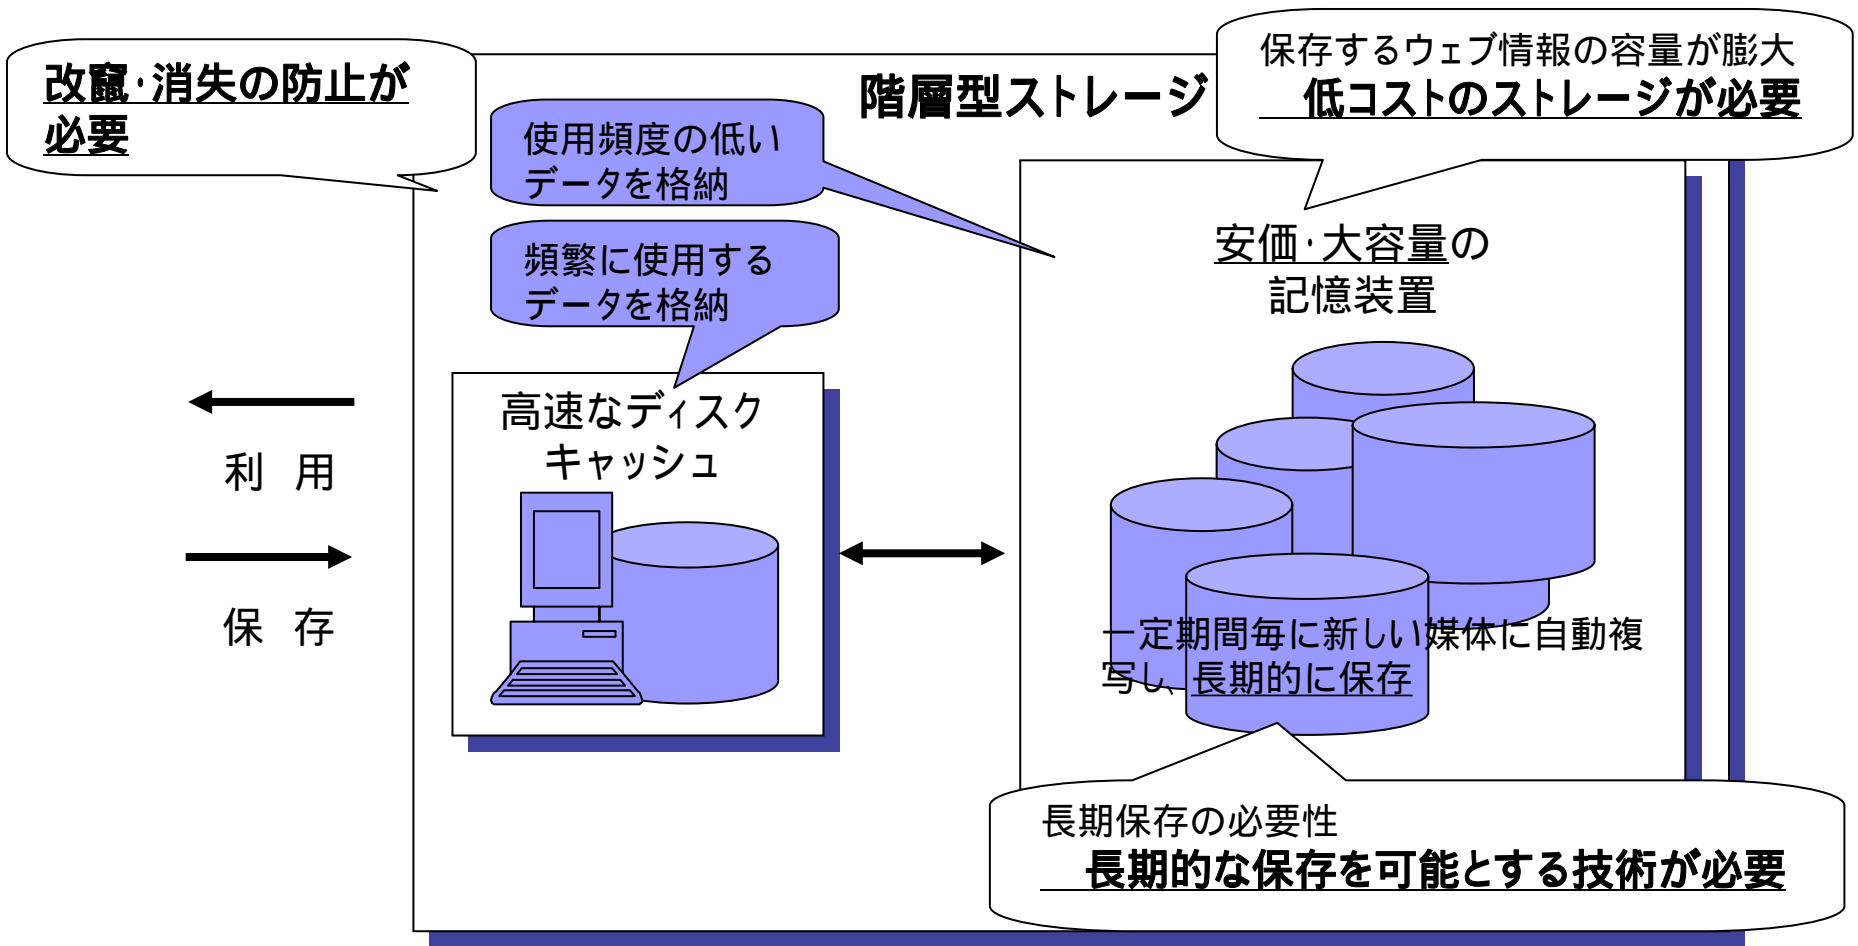 改竄・消失の防止が
必要
階層型ストレージ
保存するウェブ情報の容量が膨大
低コストのストレージが必要
使用頻度の低い
データを格納
頻繁に使用する
データを格納
安価・大容量の
記憶装置
高速なディスク
キャッシュ
利 用
保 存
一定期間毎に新しい媒体に自動複
写し、長期的に保存
長期保存の必要性
長期的な保存を可能とする技術が必要